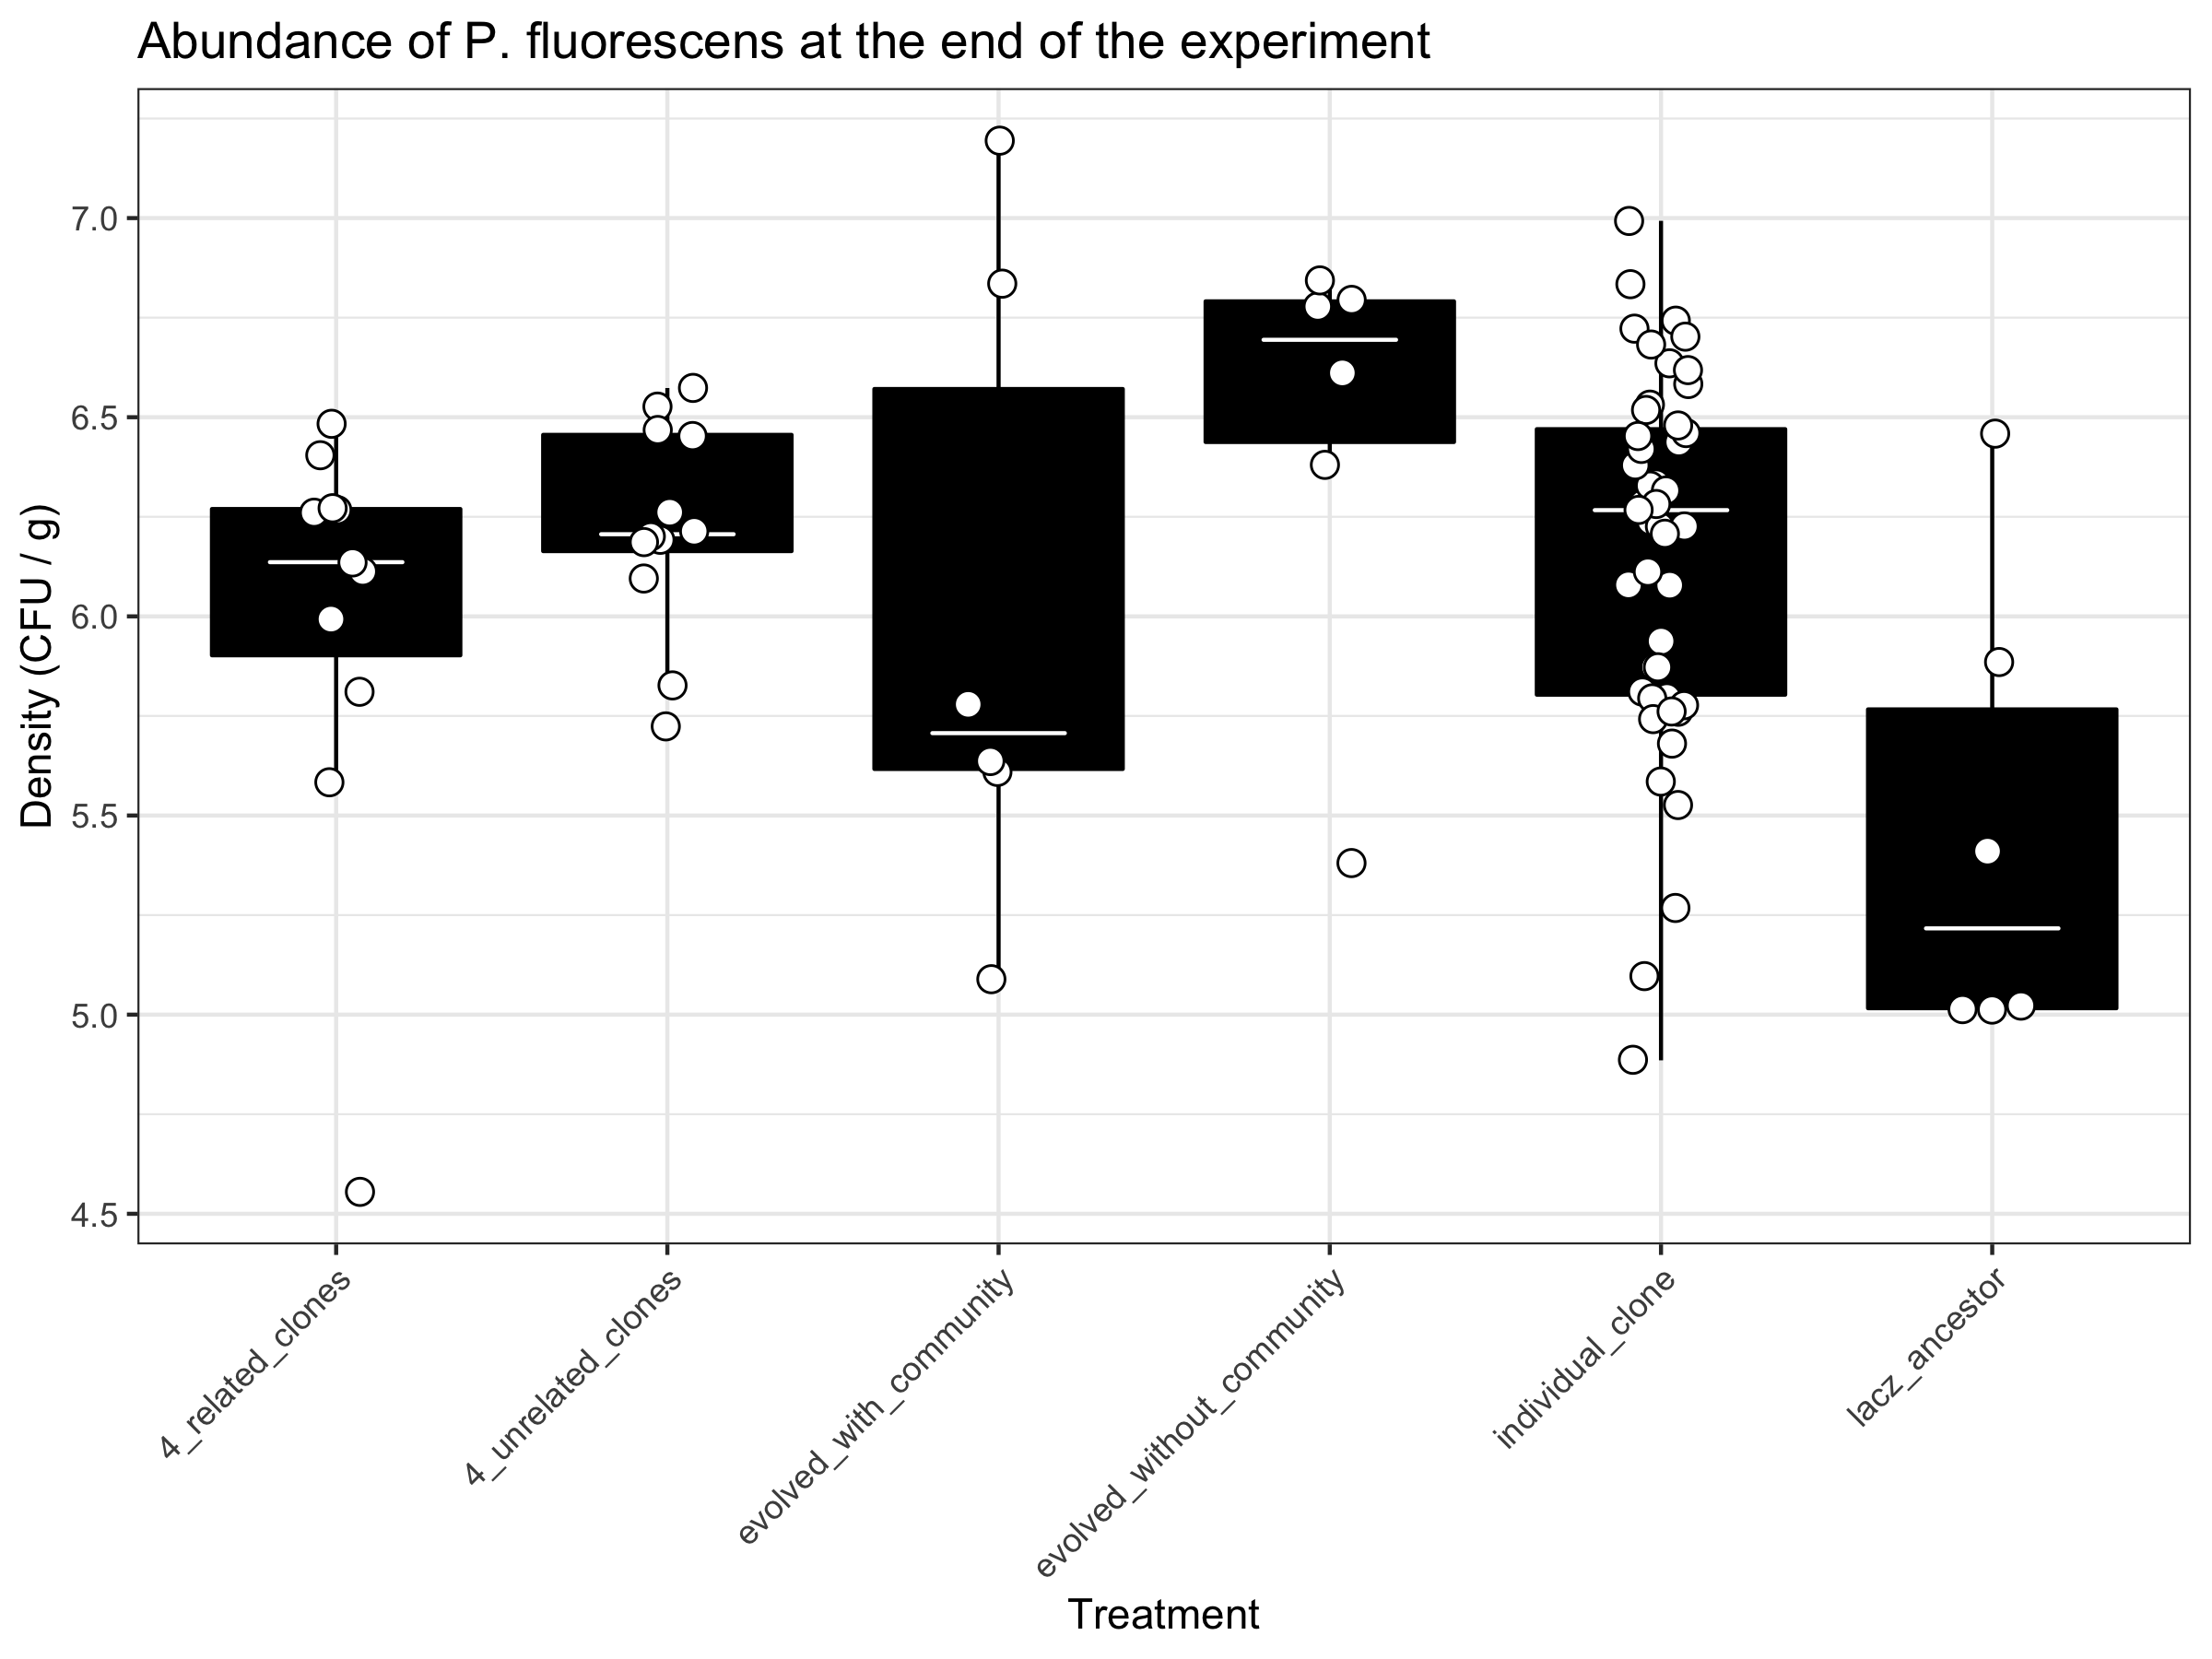 Abundance of P. fluorescens at the end of the experiment
Density (CFU / g)
7.0
6.5
6.0
5.5
5.0
4.5
4_related_clones
4_unrelated_clones
evolved_with_community
evolved_without_community
individual_clone
lacz_ancestor
Treatment